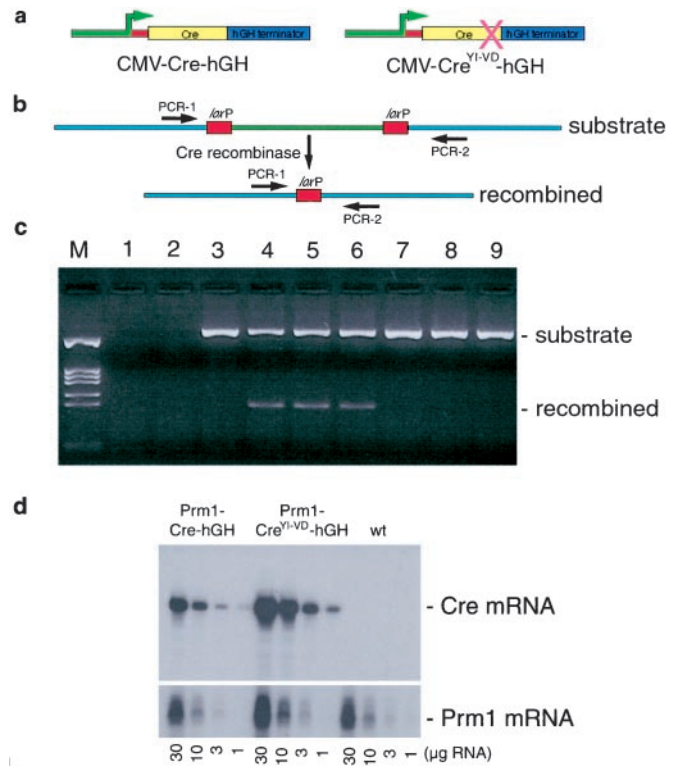 a
Cre hGH terminator
CMV-Cre-hGH
Cre hGH terminator
CMV-Cre^YI-VD-hGH
b
PCR-1 loxP loxP
substrate
PCR-2
Cre recombinase
PCR-1 loxP
recombined
PCR-2
c
M 1 2 3 4 5 6 7 8 9
- substrate
- recombined
d
Prm1- Prm1-
Cre-hGH Cre^YI-VD-hGH wt
- Cre mRNA
- Prm1 mRNA
30 10 3 1 30 10 3 1 30 10 3 1 (μg RNA)